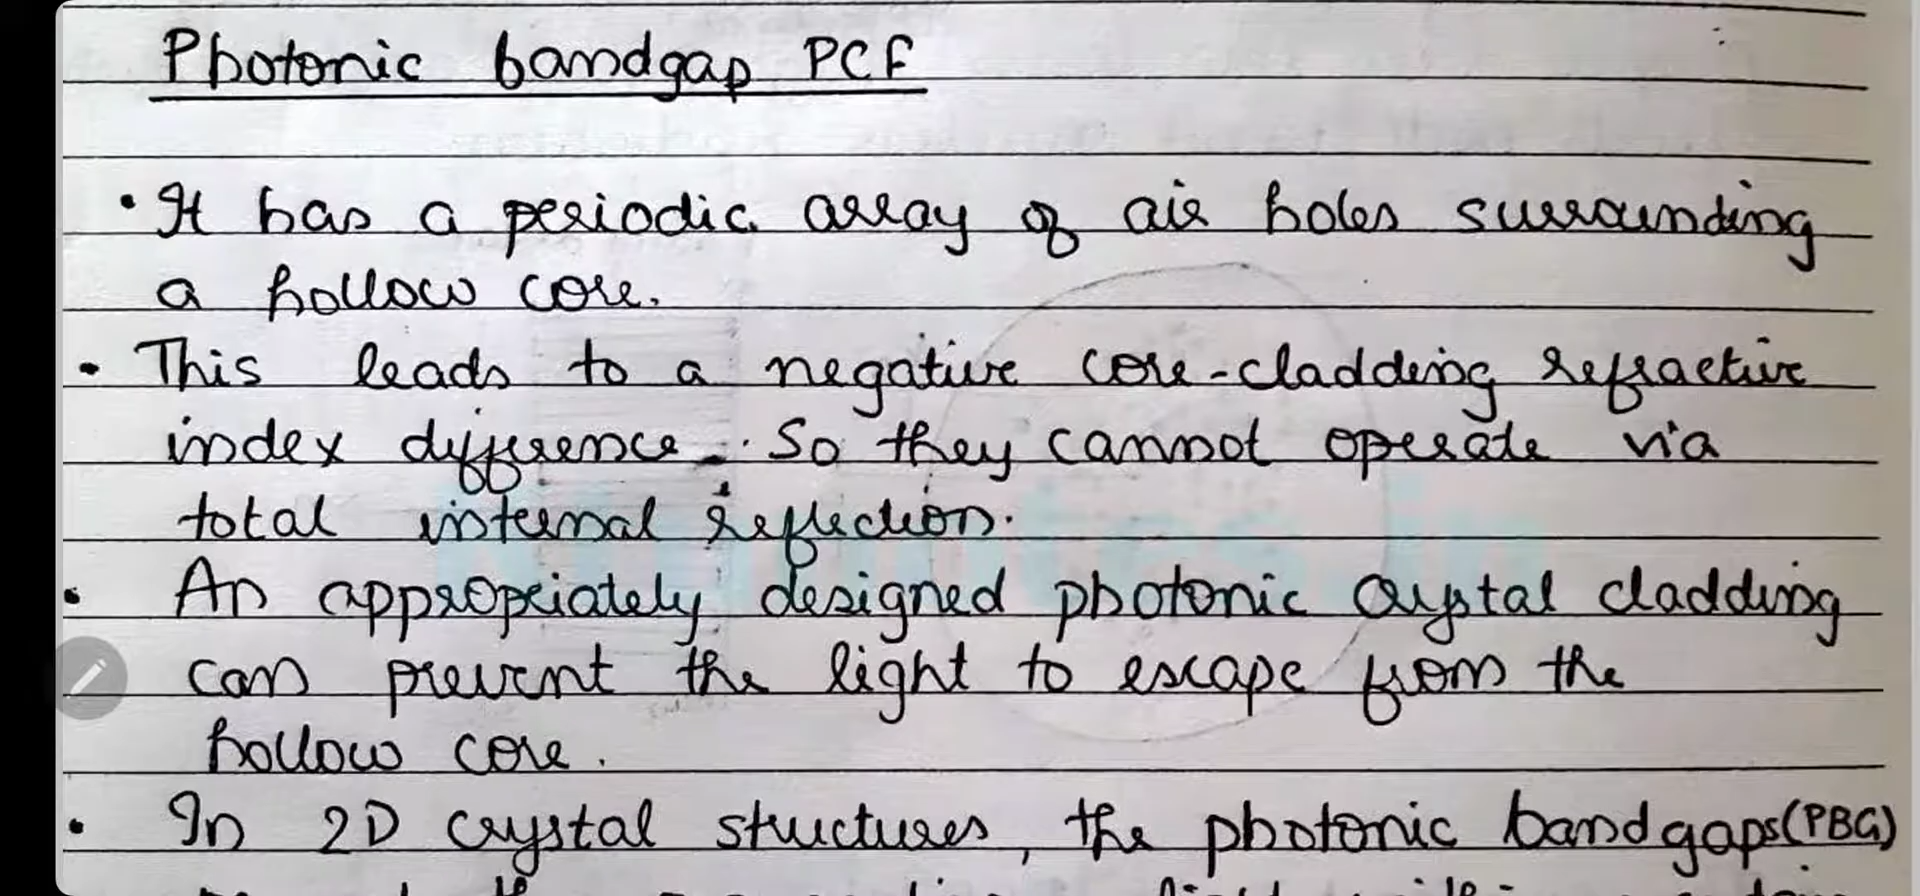 Photonic bandgap PCF
• It has a periodic array of air holes surrounding
a hollow core.
• This leads to a negative core-cladding refractive
index difference. So they cannot operate via
total internal reflection.
• An appropriately designed photonic crystal cladding
can prevent the light to escape from the
hollow core.
• In 2D crystal structures, the photonic bandgaps(PBG)